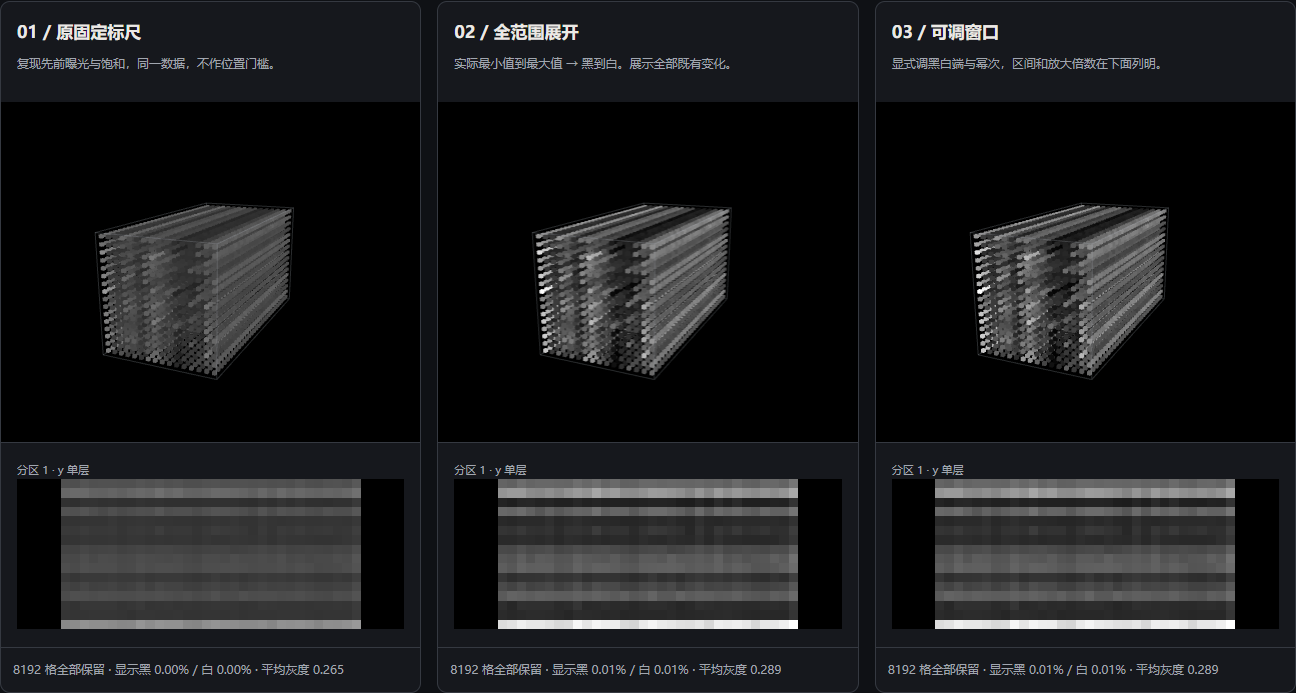 01 / 原固定标尺
复现先前曝光与饱和，同一数据，不作位置门槛。
分区 1 · y 单层
8192 格全部保留 · 显示黑 0.00% / 白 0.00% · 平均灰度 0.265
02 / 全范围展开
实际最小值到最大值 → 黑到白。展示全部既有变化。
分区 1 · y 单层
8192 格全部保留 · 显示黑 0.01% / 白 0.01% · 平均灰度 0.289
03 / 可调窗口
显式调黑白端与幂次，区间和放大倍数在下面列明。
分区 1 · y 单层
8192 格全部保留 · 显示黑 0.01% / 白 0.01% · 平均灰度 0.289